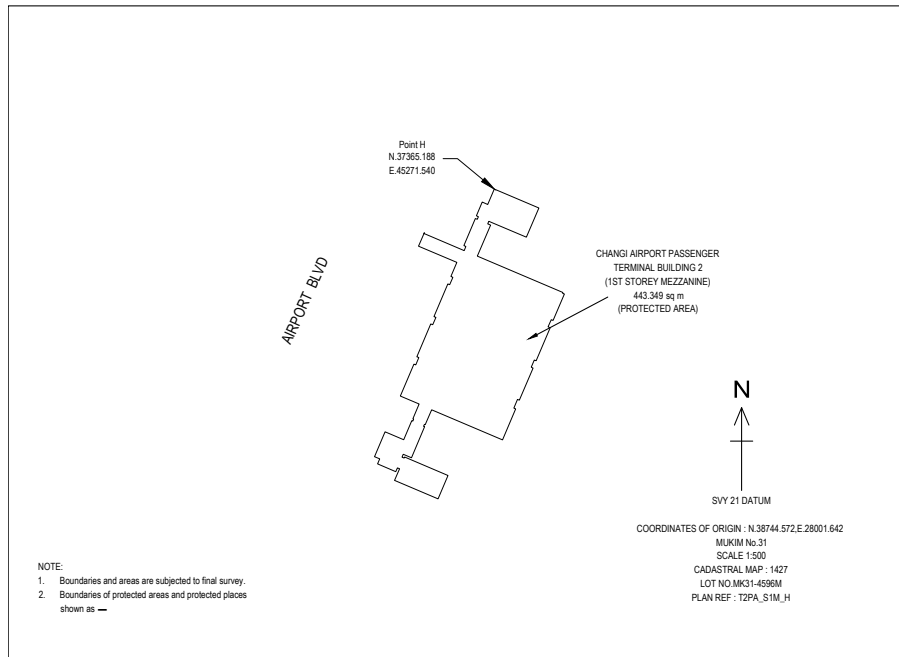 Point H
N.37365.188
E.45271.540
CHANGI AIRPORT PASSENGER
TERMINAL BUILDING 2
(1ST STOREY MEZZANINE)
443.349 sq m
(PROTECTED AREA)
AIRPORT BLVD
N
SVY 21 DATUM
COORDINATES OF ORIGIN : N.38744.572,E.28001.642
MUKIM No.31
SCALE 1:500
CADASTRAL MAP : 1427
LOT NO.MK31-4596M
PLAN REF : T2PA_S1M_H
NOTE:
1. Boundaries and areas are subjected to final survey.
2. Boundaries of protected areas and protected places
shown as —